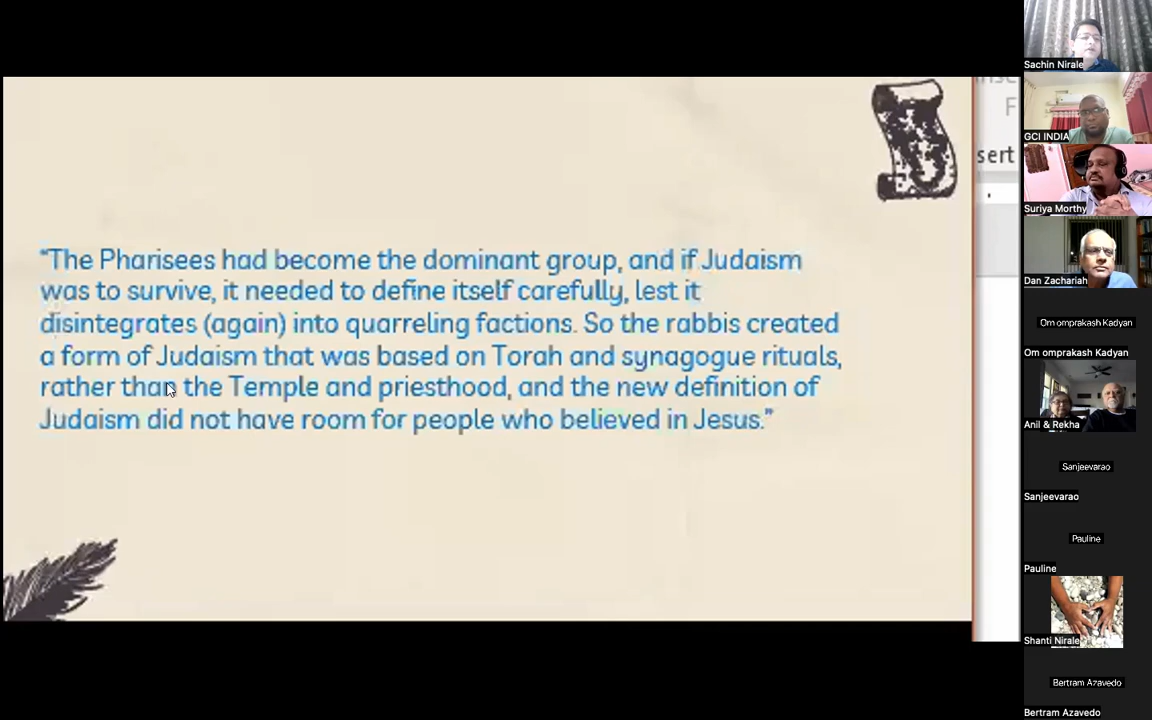 “The Pharisees had become the dominant group, and if Judaism
was to survive, it needed to define itself carefully, lest it
disintegrates (again) into quarreling factions. So the rabbis created
a form of Judaism that was based on Torah and synagogue rituals,
rather than the Temple and priesthood, and the new definition of
Judaism did not have room for people who believed in Jesus.”
F
sert
Sachin Nirale
GCI INDIA
Suriya Morthy
Dan Zachariah
Om omprakash Kadyan
Om omprakash Kadyan
Anil & Rekha
Sanjeevarao
Sanjeevarao
Pauline
Pauline
Shanti Nirale
Bertram Azavedo
Bertram Azavedo